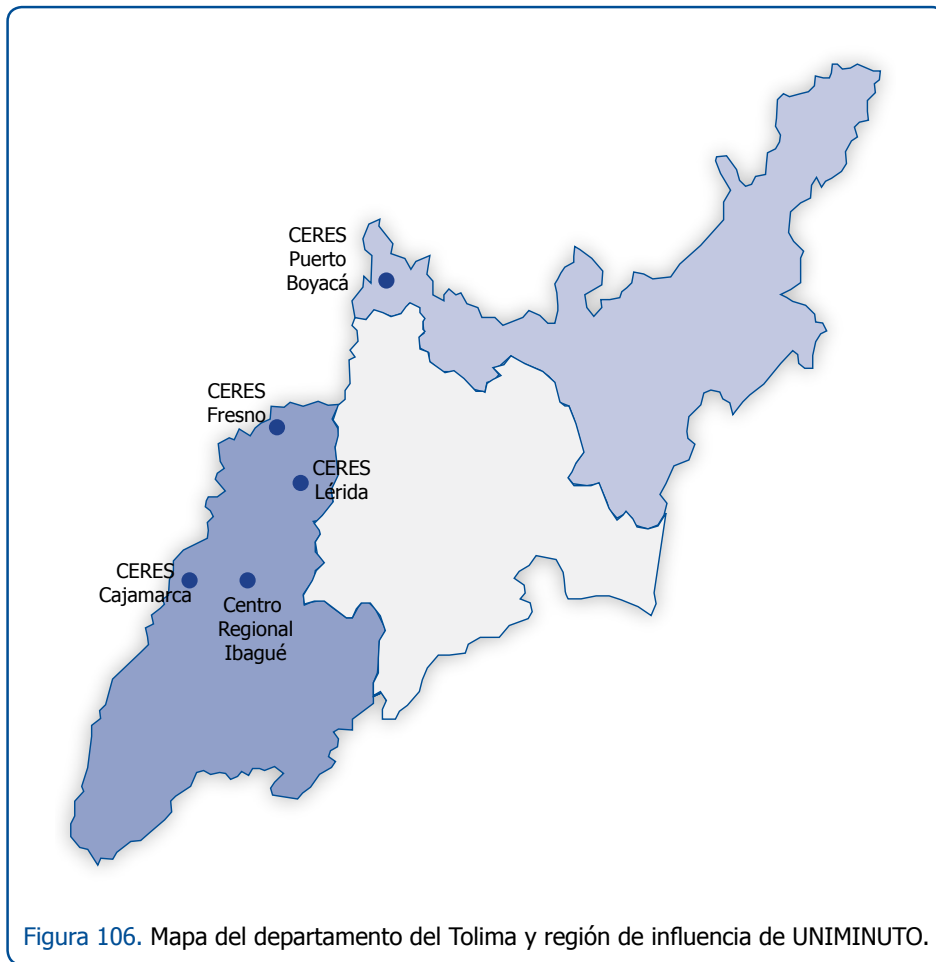 CERES
Puerto
Boyacá
CERES
Fresno
CERES
Lérida
CERES
Cajamarca
Centro
Regional
Ibagué
Figura 106. Mapa del departamento del Tolima y región de influencia de UNIMINUTO.